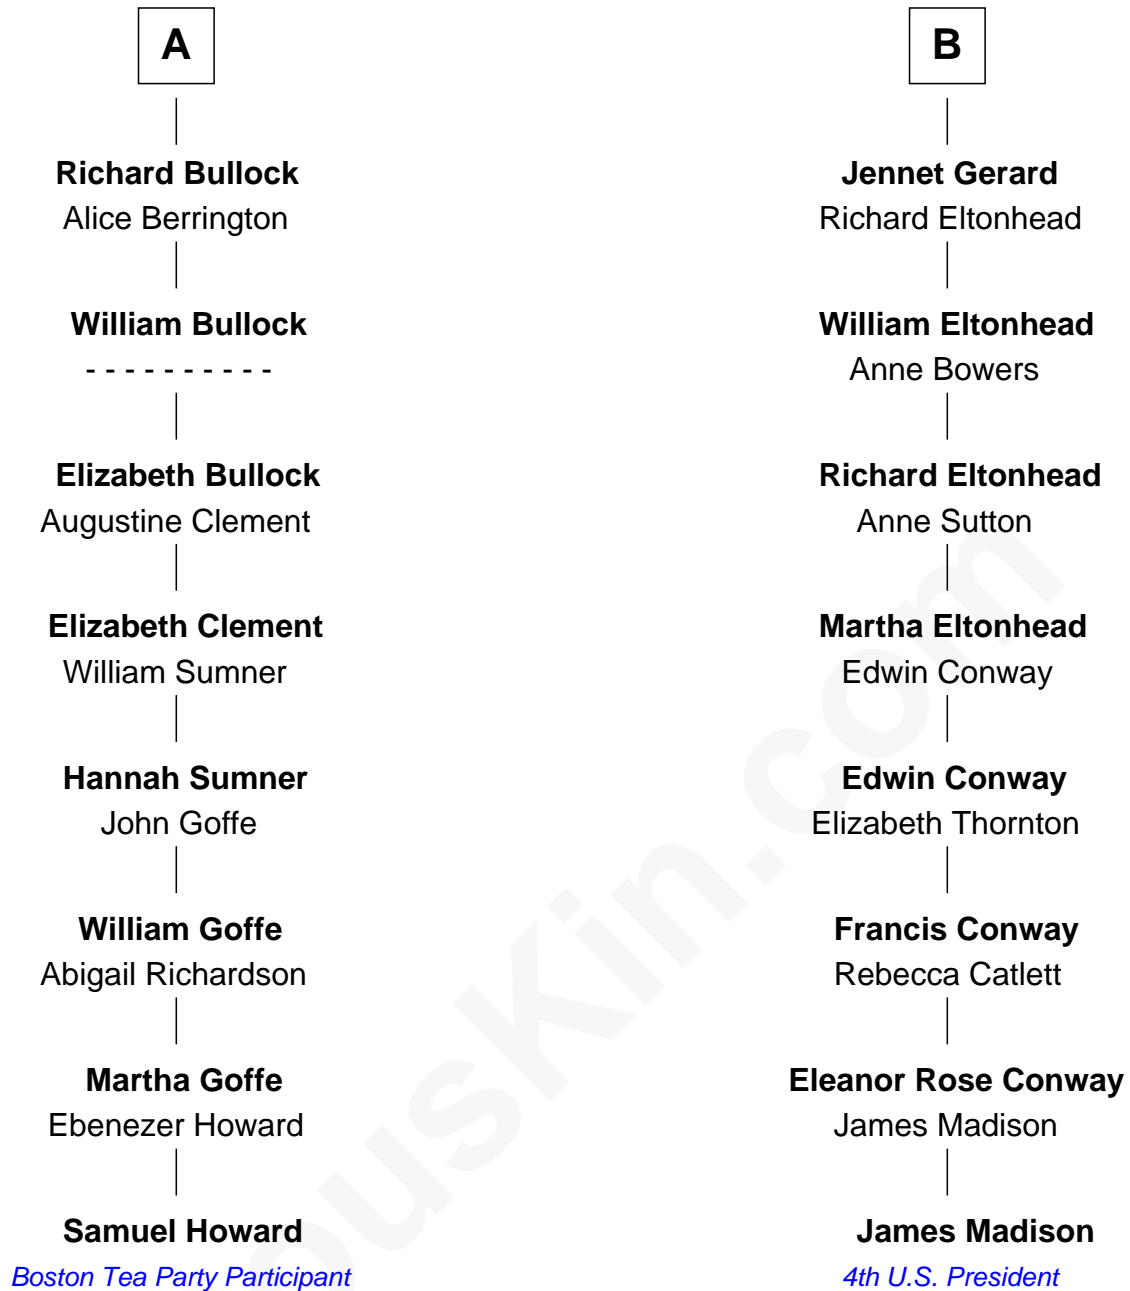 A
Richard Bullock
Alice Berrington
William Bullock
- - - - - - - - - -
Elizabeth Bullock
Augustine Clement
Elizabeth Clement
William Sumner
Hannah Sumner
John Goffe
William Goffe
Abigail Richardson
Martha Goffe
Ebenezer Howard
Samuel Howard
Boston Tea Party Participant
B
Jennet Gerard
Richard Eltonhead
William Eltonhead
Anne Bowers
Richard Eltonhead
Anne Sutton
Martha Eltonhead
Edwin Conway
Edwin Conway
Elizabeth Thornton
Francis Conway
Rebecca Catlett
Eleanor Rose Conway
James Madison
James Madison
4th U.S. President
ousKin.com